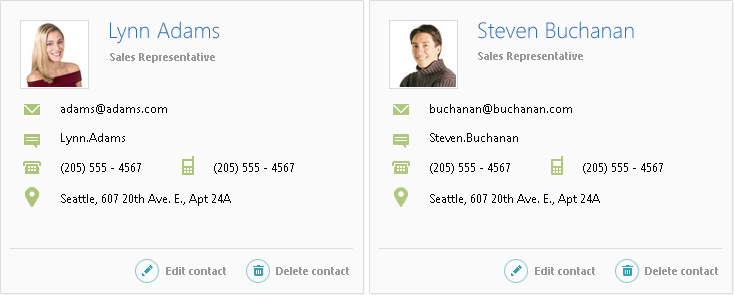 Lynn Adams
Sales Representative
adams@adams.com
Lynn.Adams
(205) 555 - 4567 (205) 555 - 4567
Seattle, 607 20th Ave. E., Apt 24A
Edit contact Delete contact
Steven Buchanan
Sales Representative
buchanan@buchanan.com
Steven.Buchanan
(205) 555 - 4567 (205) 555 - 4567
Seattle, 607 20th Ave. E., Apt 24A
Edit contact Delete contact